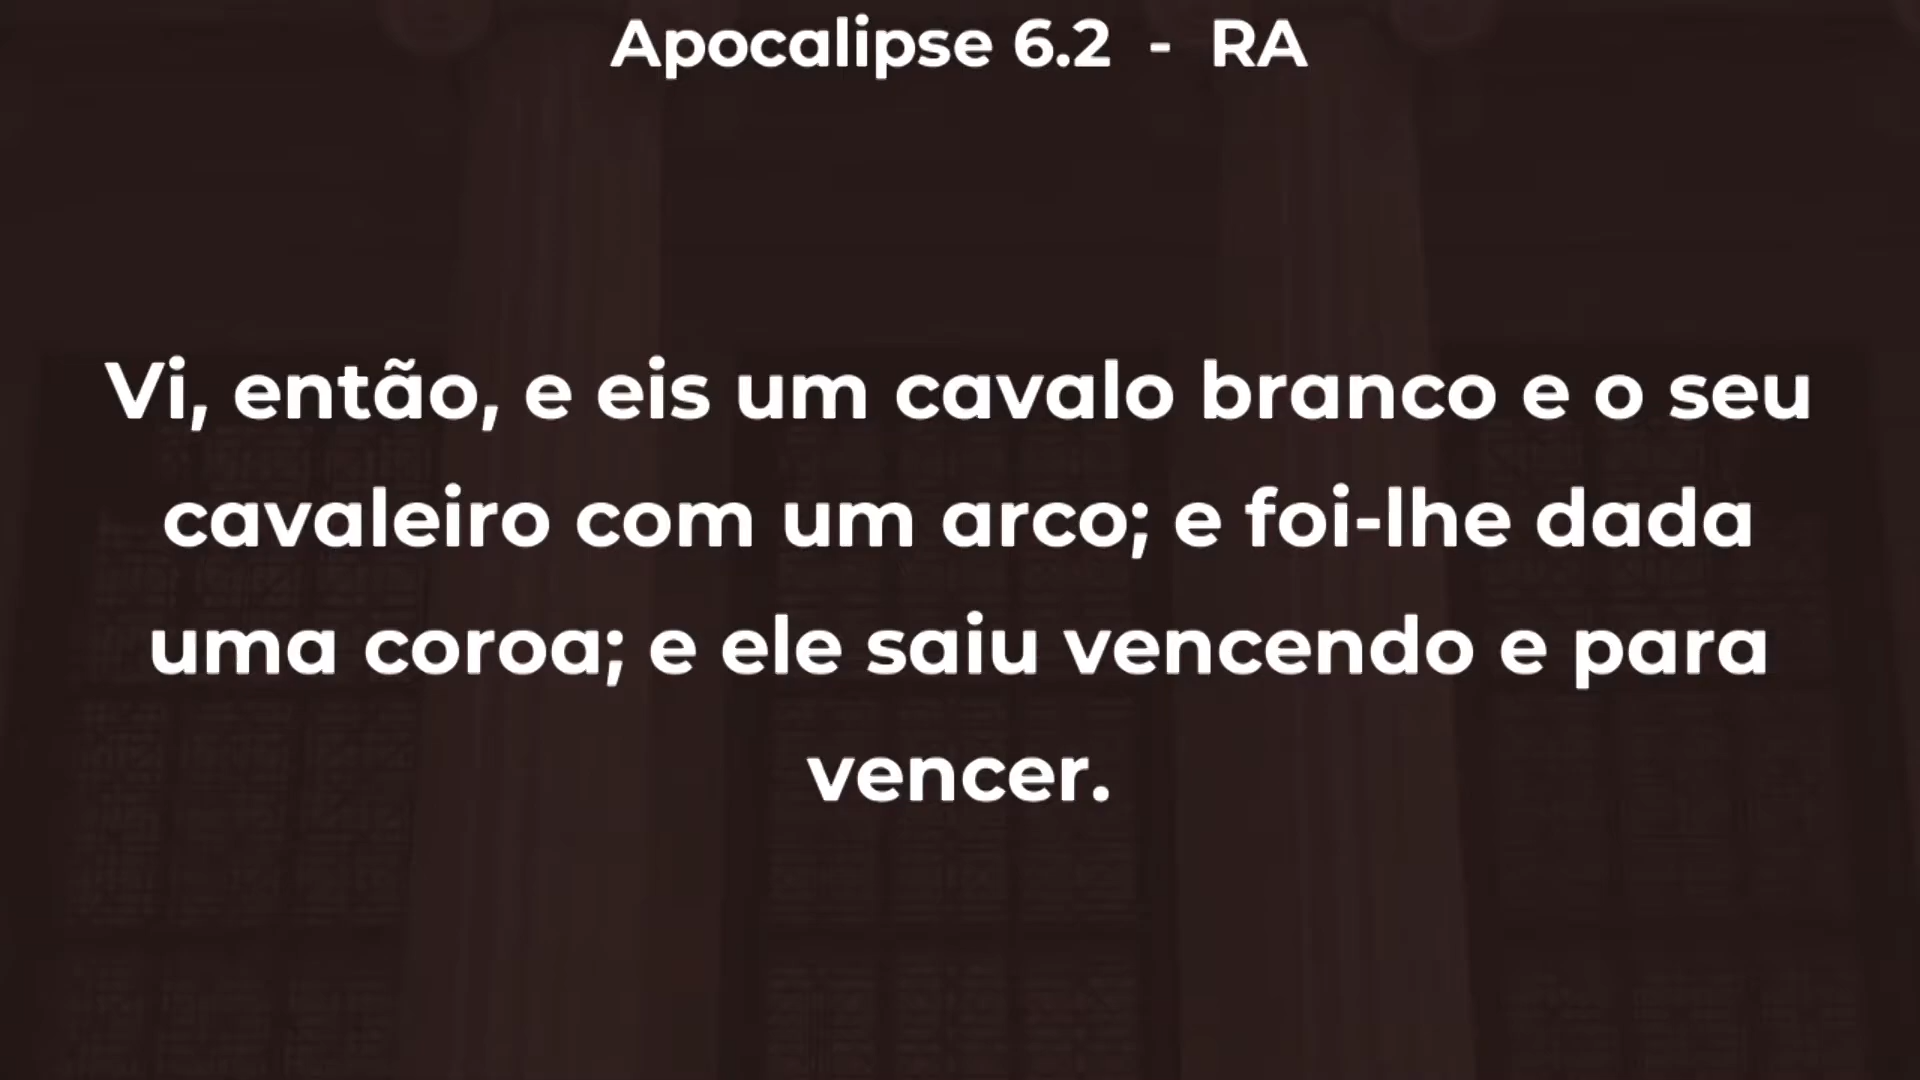 Apocalipse 6.2 - RA
Vi, então, e eis um cavalo branco e o seu
cavaleiro com um arco; e foi-lhe dada
uma coroa; e ele saiu vencendo e para
vencer.